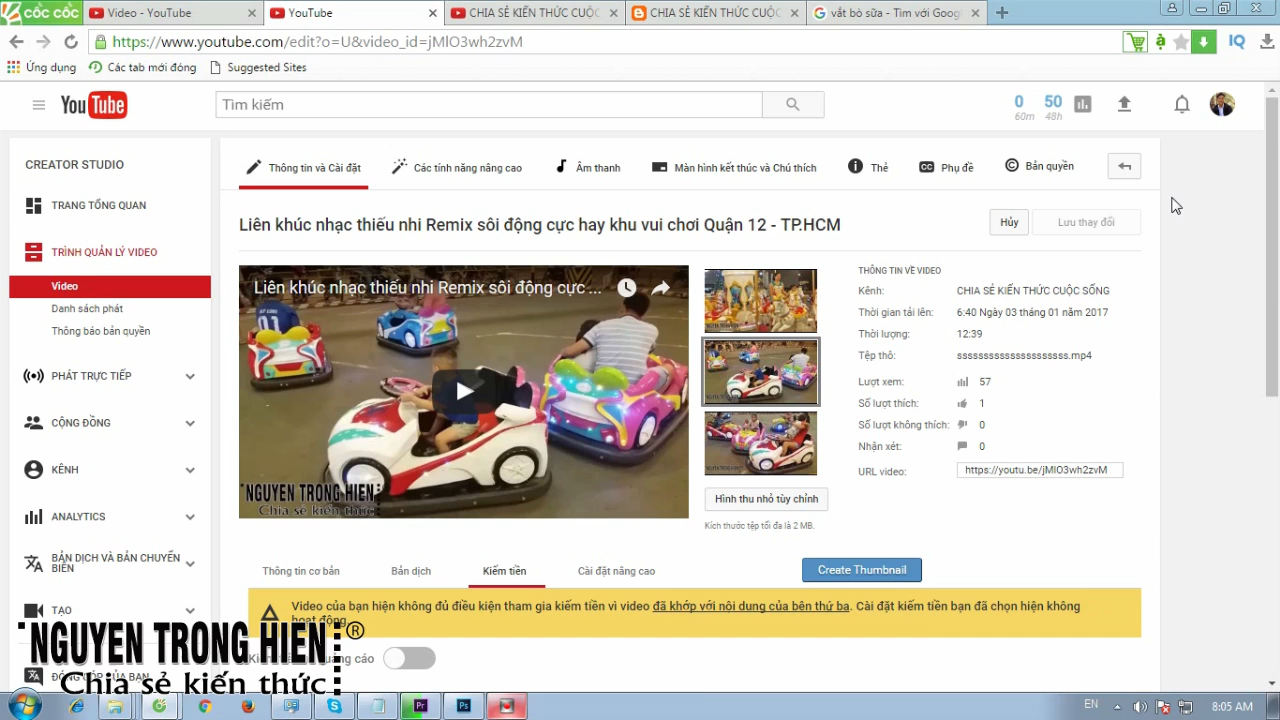 CỐC CỐC
Video - YouTube
YouTube
CHIA SẺ KIẾN THỨC CUỘC
CHIA SẺ KIẾN THỨC CUỘC
vắt bò sữa - Tìm với Goog
https://www.youtube.com/edit?o=U&video_id=jMlO3wh2zvM
Ứng dụng
Các tab mới đóng
Suggested Sites
YouTube
Tìm kiếm
0
60m
50
48h
CREATOR STUDIO
TRANG TỔNG QUAN
TRÌNH QUẢN LÝ VIDEO
Video
Danh sách phát
Thông báo bản quyền
PHÁT TRỰC TIẾP
CỘNG ĐỒNG
KÊNH
ANALYTICS
BẢN DỊCH VÀ BẢN CHUYỂN
BIÊN
TẠO
ĐÓNG GÓP CỦA BẠN
Thông tin và Cài đặt
Các tính năng nâng cao
Âm thanh
Màn hình kết thúc và Chú thích
Thẻ
Phụ đề
Bản quyền
Liên khúc nhạc thiếu nhi Remix sôi động cực hay khu vui chơi Quận 12 - TP.HCM
Hủy
Lưu thay đổi
Liên khúc nhạc thiếu nhi Remix sôi động cực ...
NGUYEN TRONG HIEN
Chia sẻ kiến thức
Hình thu nhỏ tùy chỉnh
Kích thước tệp tối đa là 2 MB.
THÔNG TIN VỀ VIDEO
Kênh: CHIA SẺ KIẾN THỨC CUỘC SỐNG
Thời gian tải lên: 6:40 Ngày 03 tháng 01 năm 2017
Thời lượng: 12:39
Tệp thô: sssssssssssssssssssss.mp4
Lượt xem: 57
Số lượt thích: 1
Số lượt không thích: 0
Nhận xét: 0
URL video: https://youtu.be/jMlO3wh2zvM
Thông tin cơ bản
Bản dịch
Kiếm tiền
Cài đặt nâng cao
Create Thumbnail
Video của bạn hiện không đủ điều kiện tham gia kiếm tiền vì video đã khớp với nội dung của bên thứ ba. Cài đặt kiếm tiền bạn đã chọn hiện không
hoạt động.
NGUYEN TRONG HIEN ®
Chia sẻ kiến thức
EN
8:05 AM